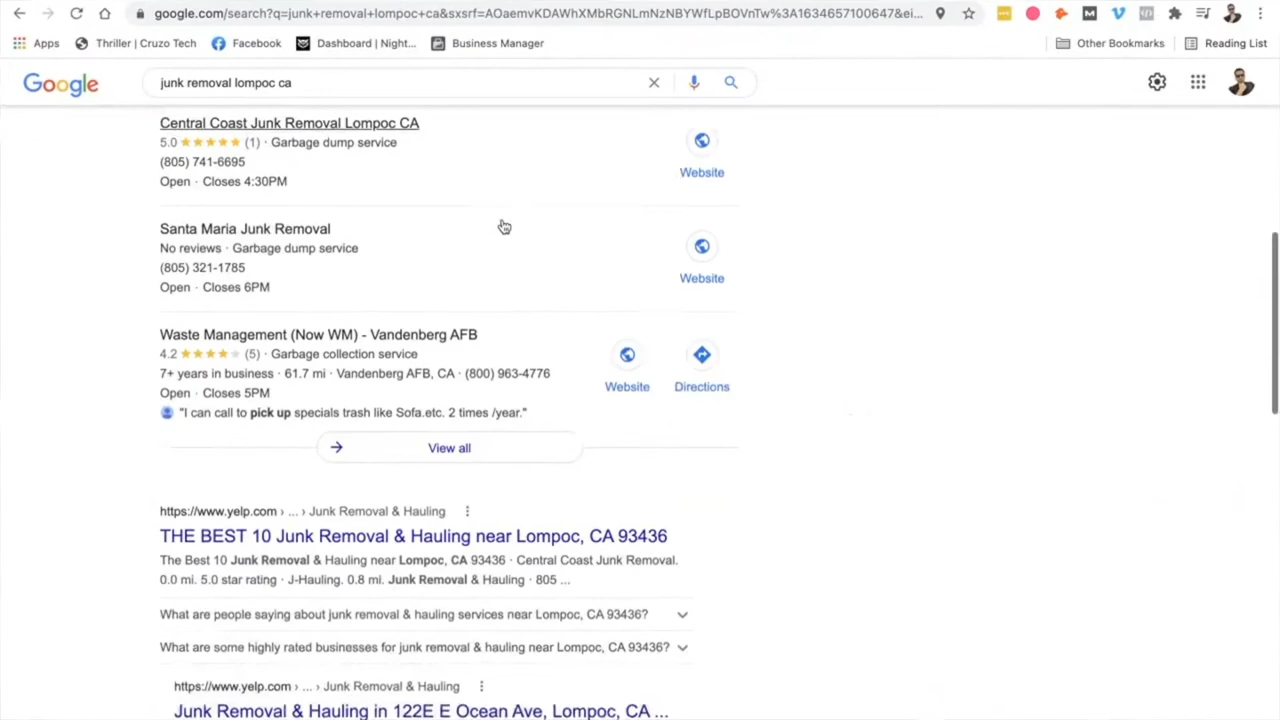 google.com/search?q=junk+removal+lompoc+ca&sxsrf=AOaemvKDAWhXMbRGNLmNzNBYWfLpBOVnTw%3A1634657100647&ei...
Apps Thriller | Cruzo Tech Facebook Dashboard | Night... Business Manager Other Bookmarks Reading List
Google junk removal lompoc ca
Central Coast Junk Removal Lompoc CA
5.0 (1) · Garbage dump service
(805) 741-6695
Website
Open · Closes 4:30PM
Santa Maria Junk Removal
No reviews · Garbage dump service
(805) 321-1785
Website
Open · Closes 6PM
Waste Management (Now WM) - Vandenberg AFB
4.2 (5) · Garbage collection service
7+ years in business · 61.7 mi · Vandenberg AFB, CA · (800) 963-4776
Website Directions
Open · Closes 5PM
"I can call to pick up specials trash like Sofa.etc. 2 times /year."
View all
https://www.yelp.com › ... › Junk Removal & Hauling
THE BEST 10 Junk Removal & Hauling near Lompoc, CA 93436
The Best 10 Junk Removal & Hauling near Lompoc, CA 93436 · Central Coast Junk Removal.
0.0 mi. 5.0 star rating · J-Hauling. 0.8 mi. Junk Removal & Hauling · 805 ...
What are people saying about junk removal & hauling services near Lompoc, CA 93436?
What are some highly rated businesses for junk removal & hauling near Lompoc, CA 93436?
https://www.yelp.com › ... › Junk Removal & Hauling
Junk Removal & Hauling in 122E E Ocean Ave, Lompoc, CA ...